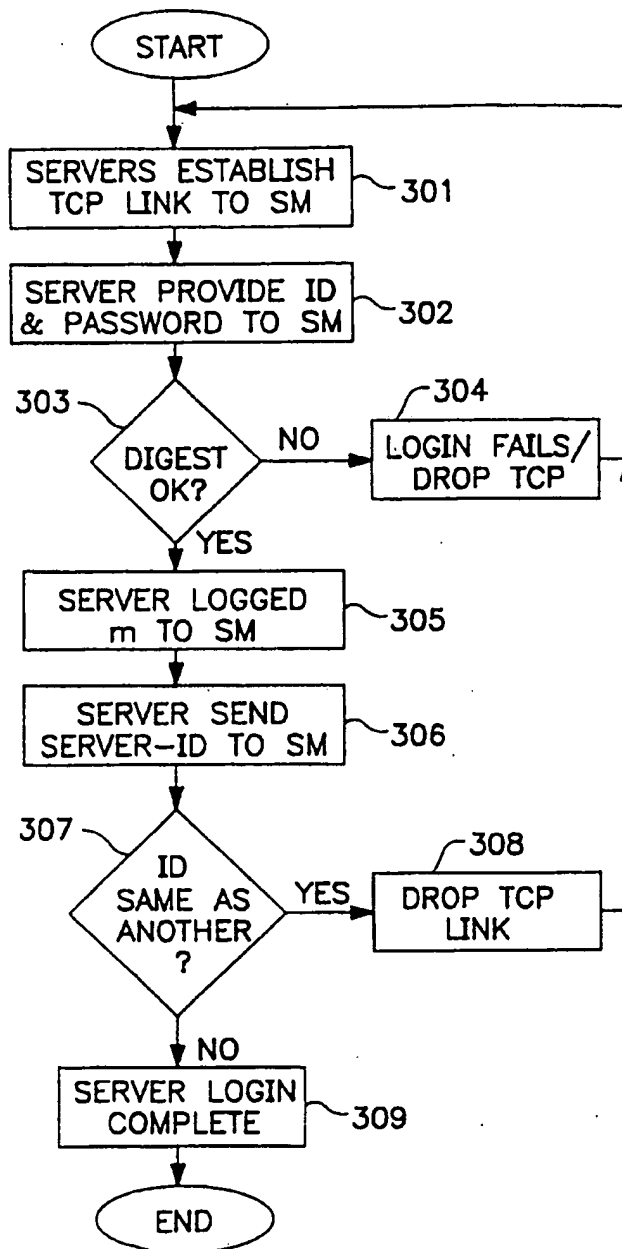 START
SERVERS ESTABLISH
TCP LINK TO SM
301
SERVER PROVIDE ID
& PASSWORD TO SM
302
303
DIGEST
OK?
NO
304
LOGIN FAILS/
DROP TCP
YES
SERVER LOGGED
m TO SM
305
SERVER SEND
SERVER-ID TO SM
306
307
ID
SAME AS
ANOTHER
?
YES
308
DROP TCP
LINK
NO
SERVER LOGIN
COMPLETE
309
END